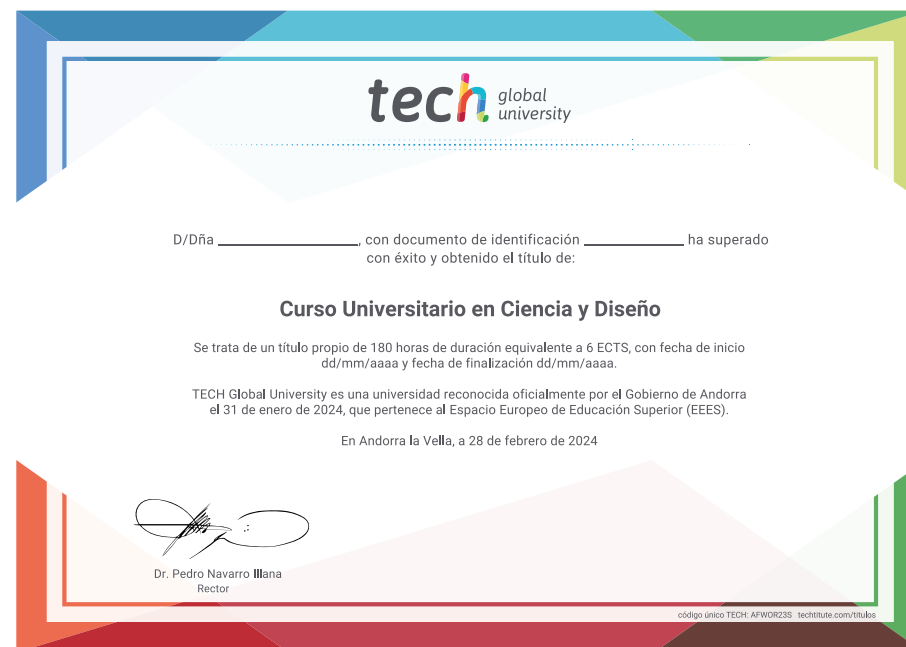 tech global university
D/Dña ____________________, con documento de identificación ______________ ha superado
con éxito y obtenido el título de:
Curso Universitario en Ciencia y Diseño
Se trata de un título propio de 180 horas de duración equivalente a 6 ECTS, con fecha de inicio
dd/mm/aaaa y fecha de finalización dd/mm/aaaa.
TECH Global University es una universidad reconocida oficialmente por el Gobierno de Andorra
el 31 de enero de 2024, que pertenece al Espacio Europeo de Educación Superior (EEES).
En Andorra la Vella, a 28 de febrero de 2024
Dr. Pedro Navarro Illana
Rector
código único TECH: AFWOR23S techtitute.com/titulos